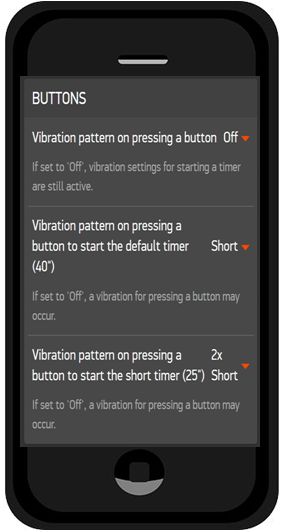 BUTTONS
Vibration pattern on pressing a button Off
If set to 'Off', vibration settings for starting a timer
are still active.
Vibration pattern on pressing a
button to start the default timer Short
(40")
If set to 'Off', a vibration for pressing a button may
occur.
Vibration pattern on pressing a 2x
button to start the short timer (25") Short
If set to 'Off', a vibration for pressing a button may
occur.